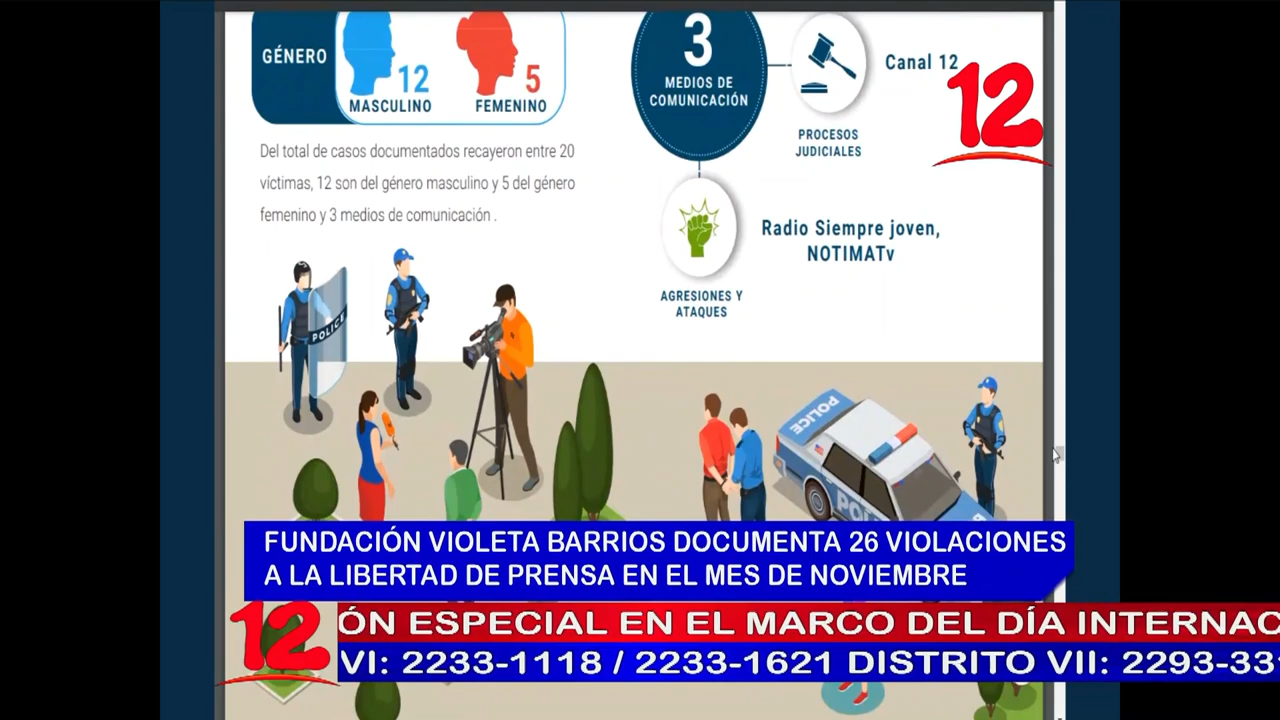 GÉNERO
12
MASCULINO
5
FEMENINO
Del total de casos documentados recayeron entre 20
víctimas, 12 son del género masculino y 5 del género
femenino y 3 medios de comunicación .
3
MEDIOS DE
COMUNICACIÓN
Canal 12
12
PROCESOS
JUDICIALES
Radio Siempre joven,
NOTIMATv
AGRESIONES Y
ATAQUES
POLICE
POLICE
FUNDACIÓN VIOLETA BARRIOS DOCUMENTA 26 VIOLACIONES
A LA LIBERTAD DE PRENSA EN EL MES DE NOVIEMBRE
12
ÓN ESPECIAL EN EL MARCO DEL DÍA INTERNAC
VI: 2233-1118 / 2233-1621 DISTRITO VII: 2293-33